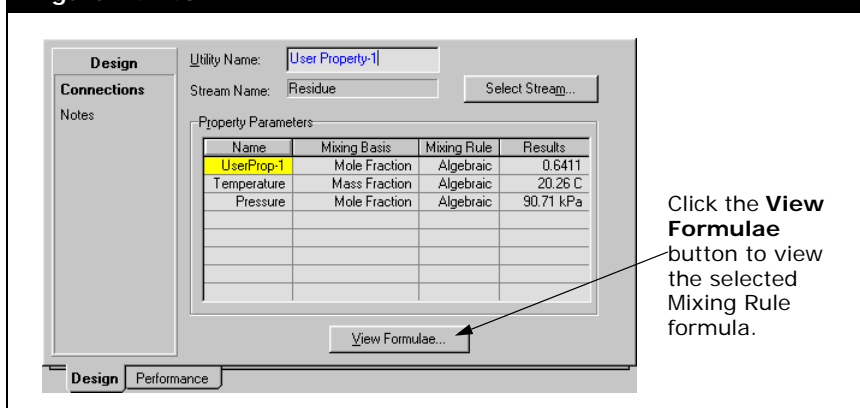 Design
Connections
Notes
Utility Name: User Property-1
Stream Name: Residue Select Stream...
Property Parameters
Name Mixing Basis Mixing Rule Results
UserProp-1 Mole Fraction Algebraic 0.6411
Temperature Mass Fraction Algebraic 20.26 C
Pressure Mole Fraction Algebraic 90.71 kPa
View Formulae...
Design Performance
Click the View
Formulae
button to view
the selected
Mixing Rule
formula.